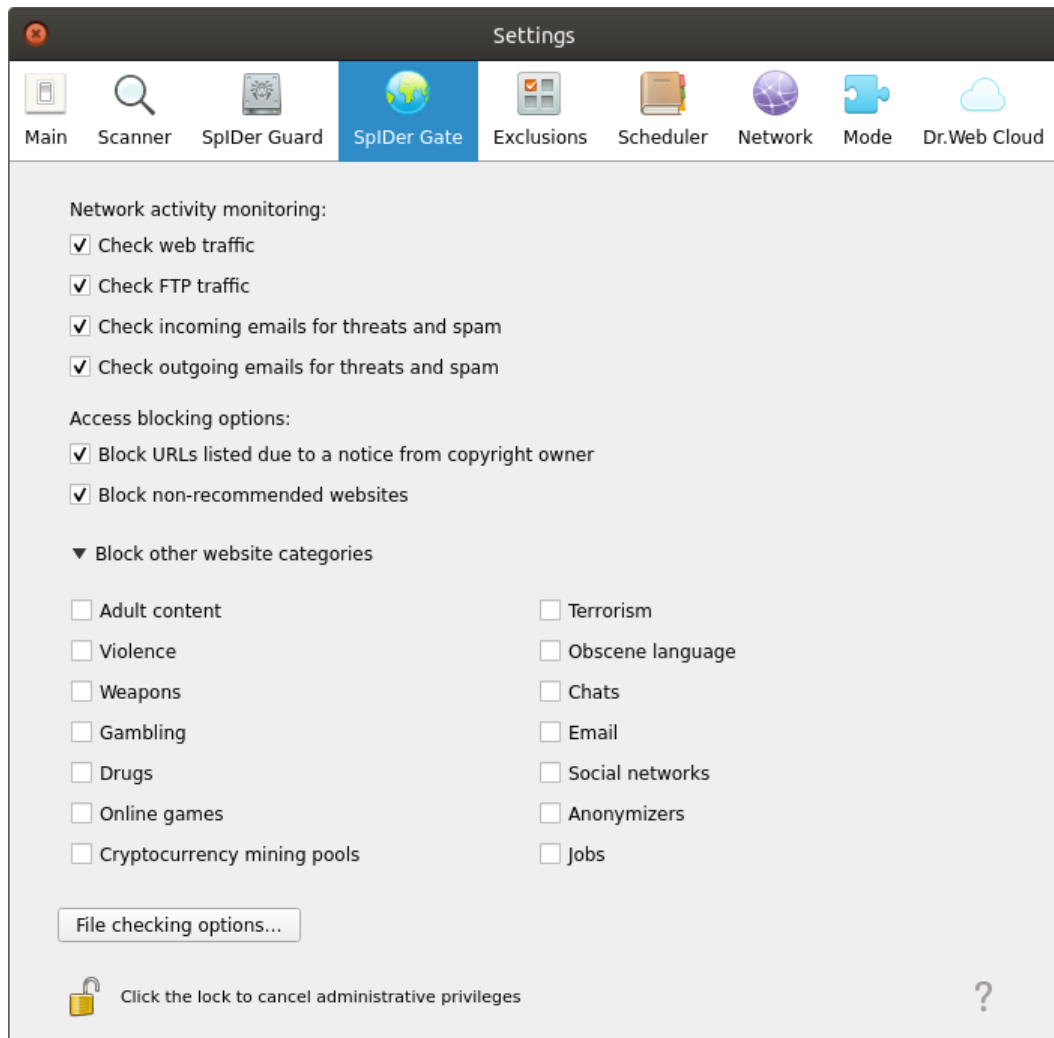 Settings
Main Scanner SpIDer Guard SpIDer Gate Exclusions Scheduler Network Mode Dr.Web Cloud
Network activity monitoring:
Check web traffic
Check FTP traffic
Check incoming emails for threats and spam
Check outgoing emails for threats and spam
Access blocking options:
Block URLs listed due to a notice from copyright owner
Block non-recommended websites
Block other website categories
Adult content Terrorism
Violence Obscene language
Weapons Chats
Gambling Email
Drugs Social networks
Online games Anonymizers
Cryptocurrency mining pools Jobs
File checking options...
Click the lock to cancel administrative privileges ?